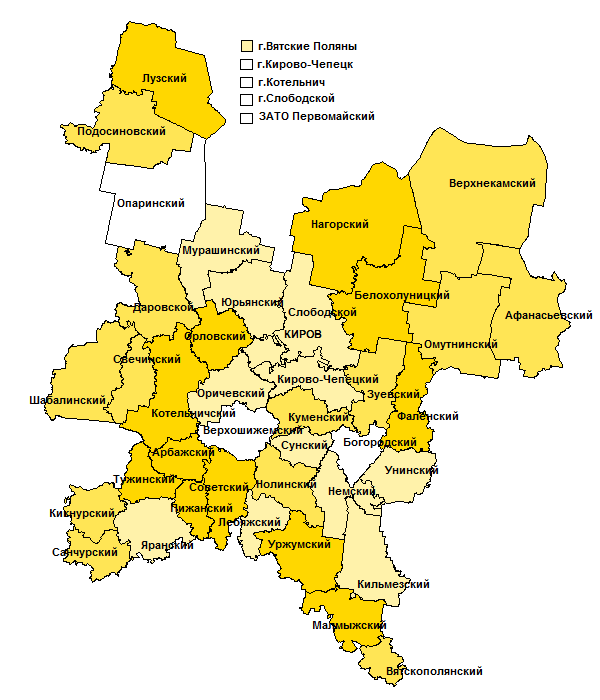 г.Вятские Поляны
г.Кирово-Чепецк
г.Котельнич
г.Слободской
ЗАТО Первомайский
Лузский
Подосиновский
Опаринский
Верхнекамский
Нагорский
Мурашинский
Юрьянский
Белохолуницкий
Даровской
Слободской
Афанасьевский
Орловский
КИРОВ
Омутнинский
Свечинский
Кирово-Чепецкий
Шабалинский
Оричевский
Зуевский
Котельничский
Куменский
Фаленский
Верхошижемский
Сунский
Богородский
Арбажский
Унинский
Тужинский
Советский
Нолинский
Немский
Кикнурский
Пижанский
Лебяжский
Санчурский
Яранский
Уржумский
Кильмезский
Малмыжский
Вятскополянский